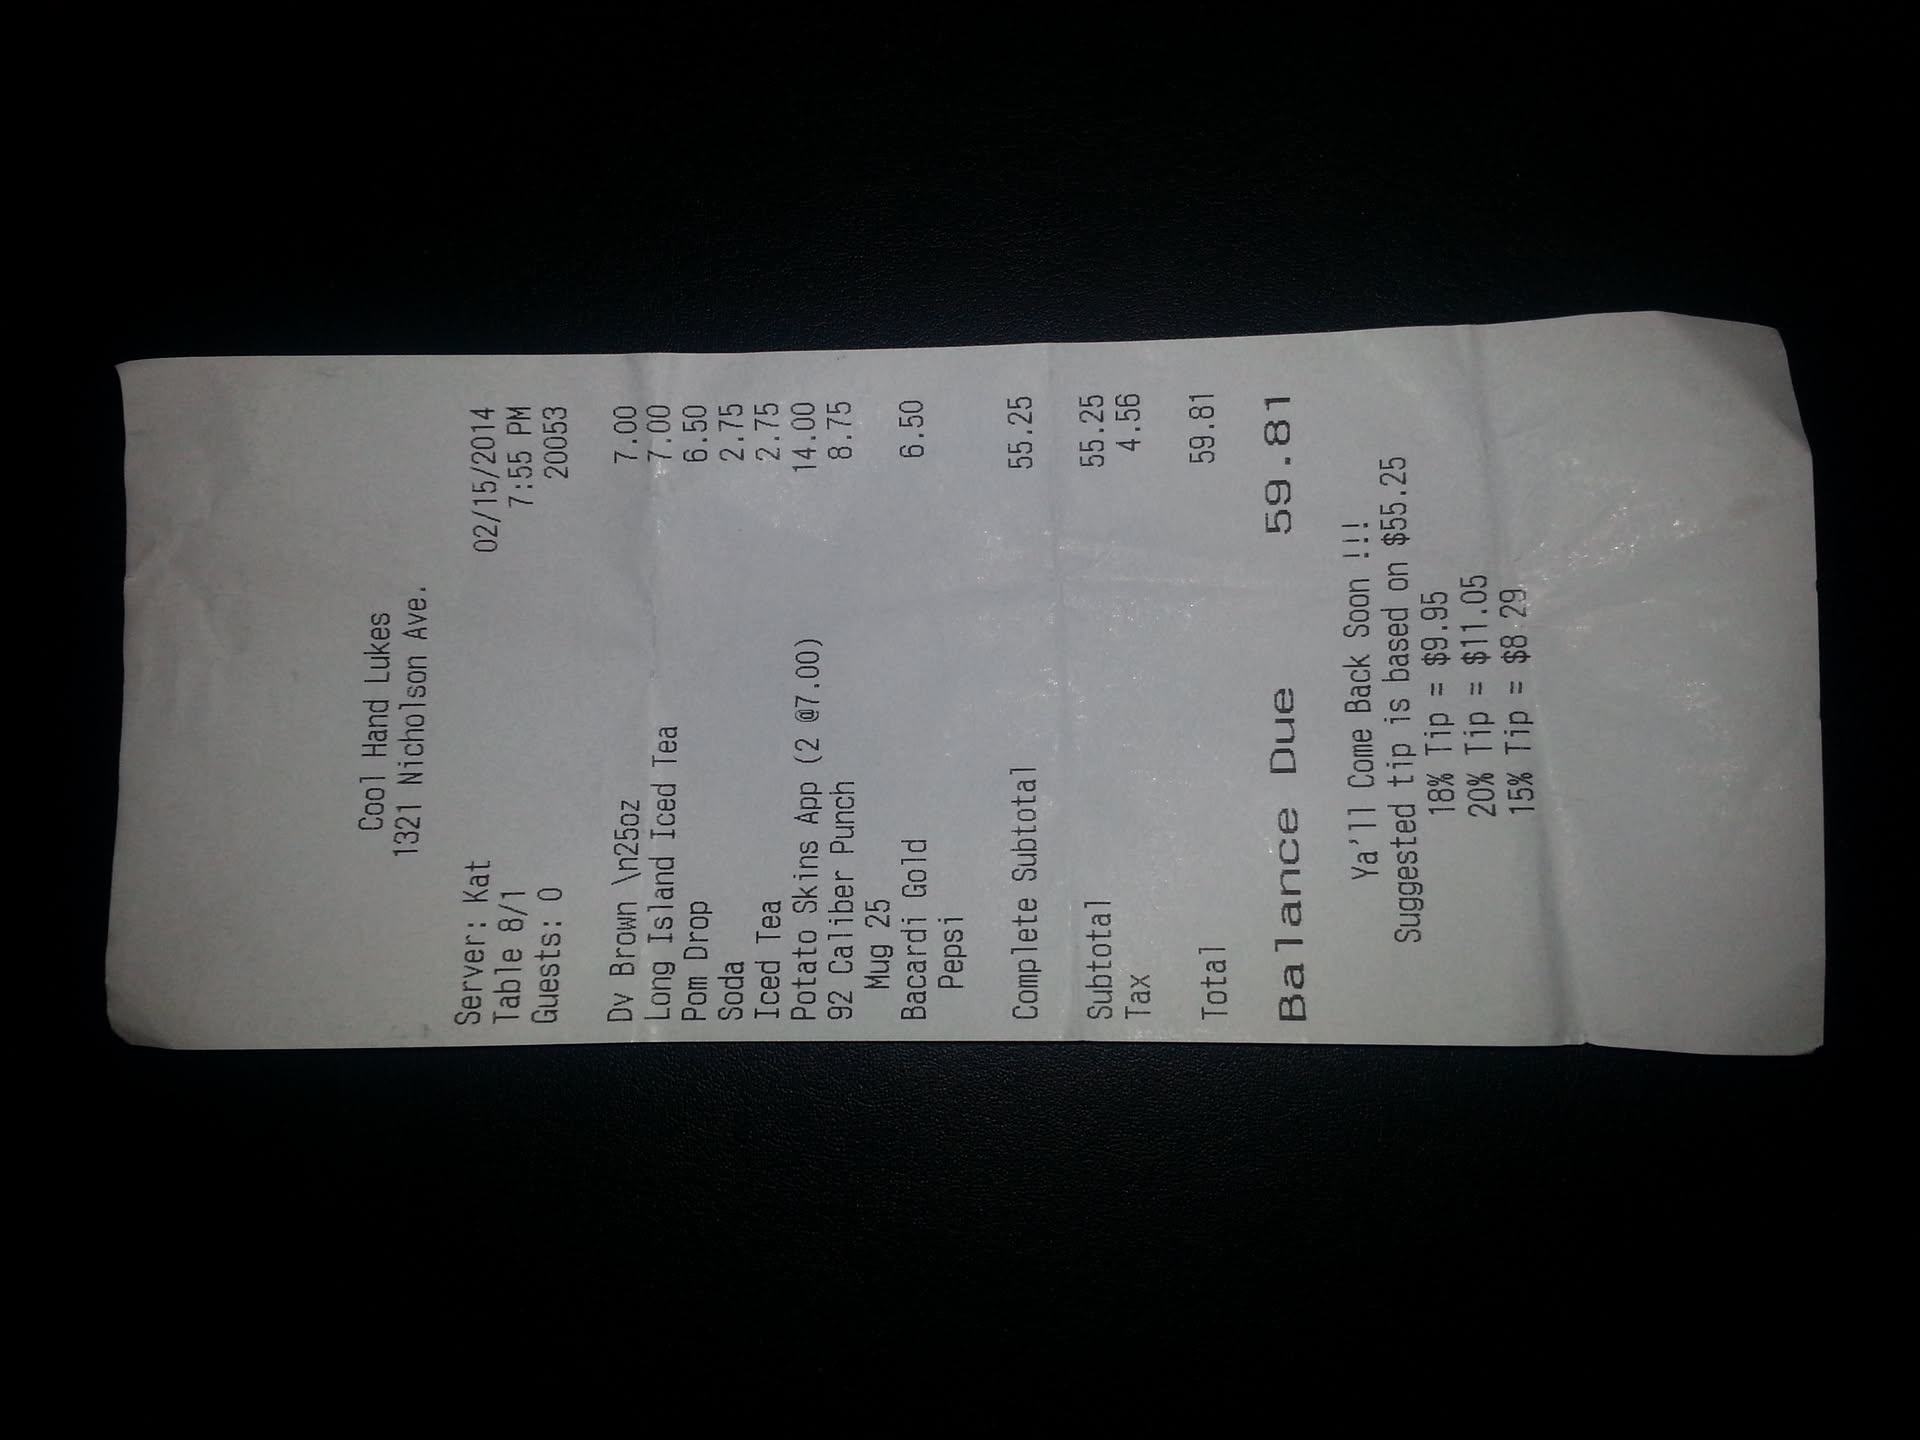 Cool Hand Lukes
1321 Nicholson Ave.
Server: Kat 02/15/2014
Table 8/1 7:55 PM
Guests: 0 20053
Dv Brown \n25oz 7.00
Long Island Iced Tea 7.00
Pom Drop 6.50
Soda 2.75
Iced Tea 2.75
Potato Skins App (2 @7.00) 14.00
92 Caliber Punch 8.75
Mug 25
Bacardi Gold 6.50
Pepsi
Complete Subtotal 55.25
Subtotal 55.25
Tax 4.56
Total 59.81
Balance Due 59.81
Ya'll Come Back Soon !!!
Suggested tip is based on $55.25
18% Tip = $9.95
20% Tip = $11.05
15% Tip = $8.29